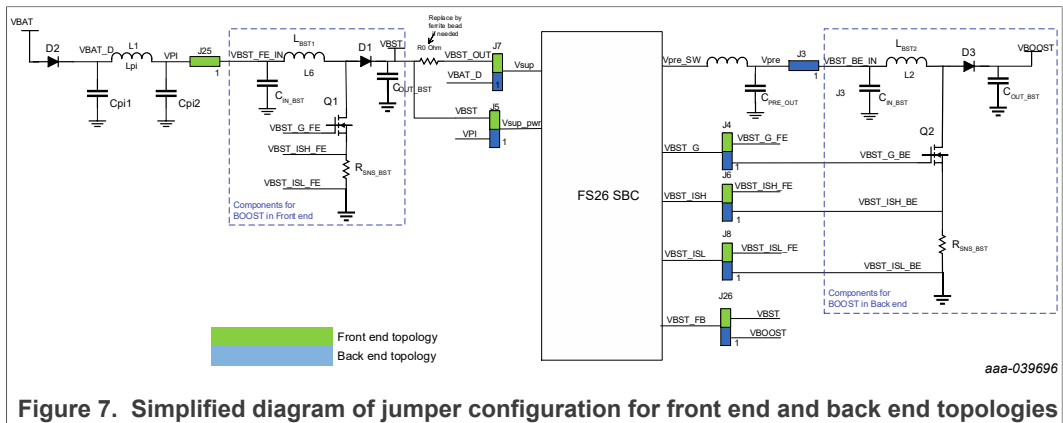 VBAT
D2
VBAT_D
L1
Lpi
VPI
J25
Cpi1
Cpi2
VBST_FE_IN
LBST1
L6
D1
VBST
CIN_BST
COUT_BST
Q1
VBST_G_FE
VBST_ISH_FE
RSNS_BST
VBST_ISL_FE
Components for
BOOST in Front end
Replace by
ferrite bead
if needed
R0 Ohm
VBST_OUT
J7
VBAT_D
1
Vsup
VBST
J5
VPI
1
Vsup_pwr
FS26 SBC
Vpre_SW
Vpre
J3
1
VBST_BE_IN
CPRE_OUT
J3
CIN_BST
LBST2
L2
D3
VBOOST
COUT_BST
Q2
VBST_G
J4
VBST_G_FE
1
VBST_G_BE
VBST_ISH
J6
VBST_ISH_FE
1
VBST_ISH_BE
VBST_ISL
J8
VBST_ISL_FE
1
VBST_ISL_BE
RSNS_BST
VBST_FB
J26
VBST
VBOOST
1
Components for
BOOST in Back end
Front end topology
Back end topology
aaa-039696
Figure 7. Simplified diagram of jumper configuration for front end and back end topologies